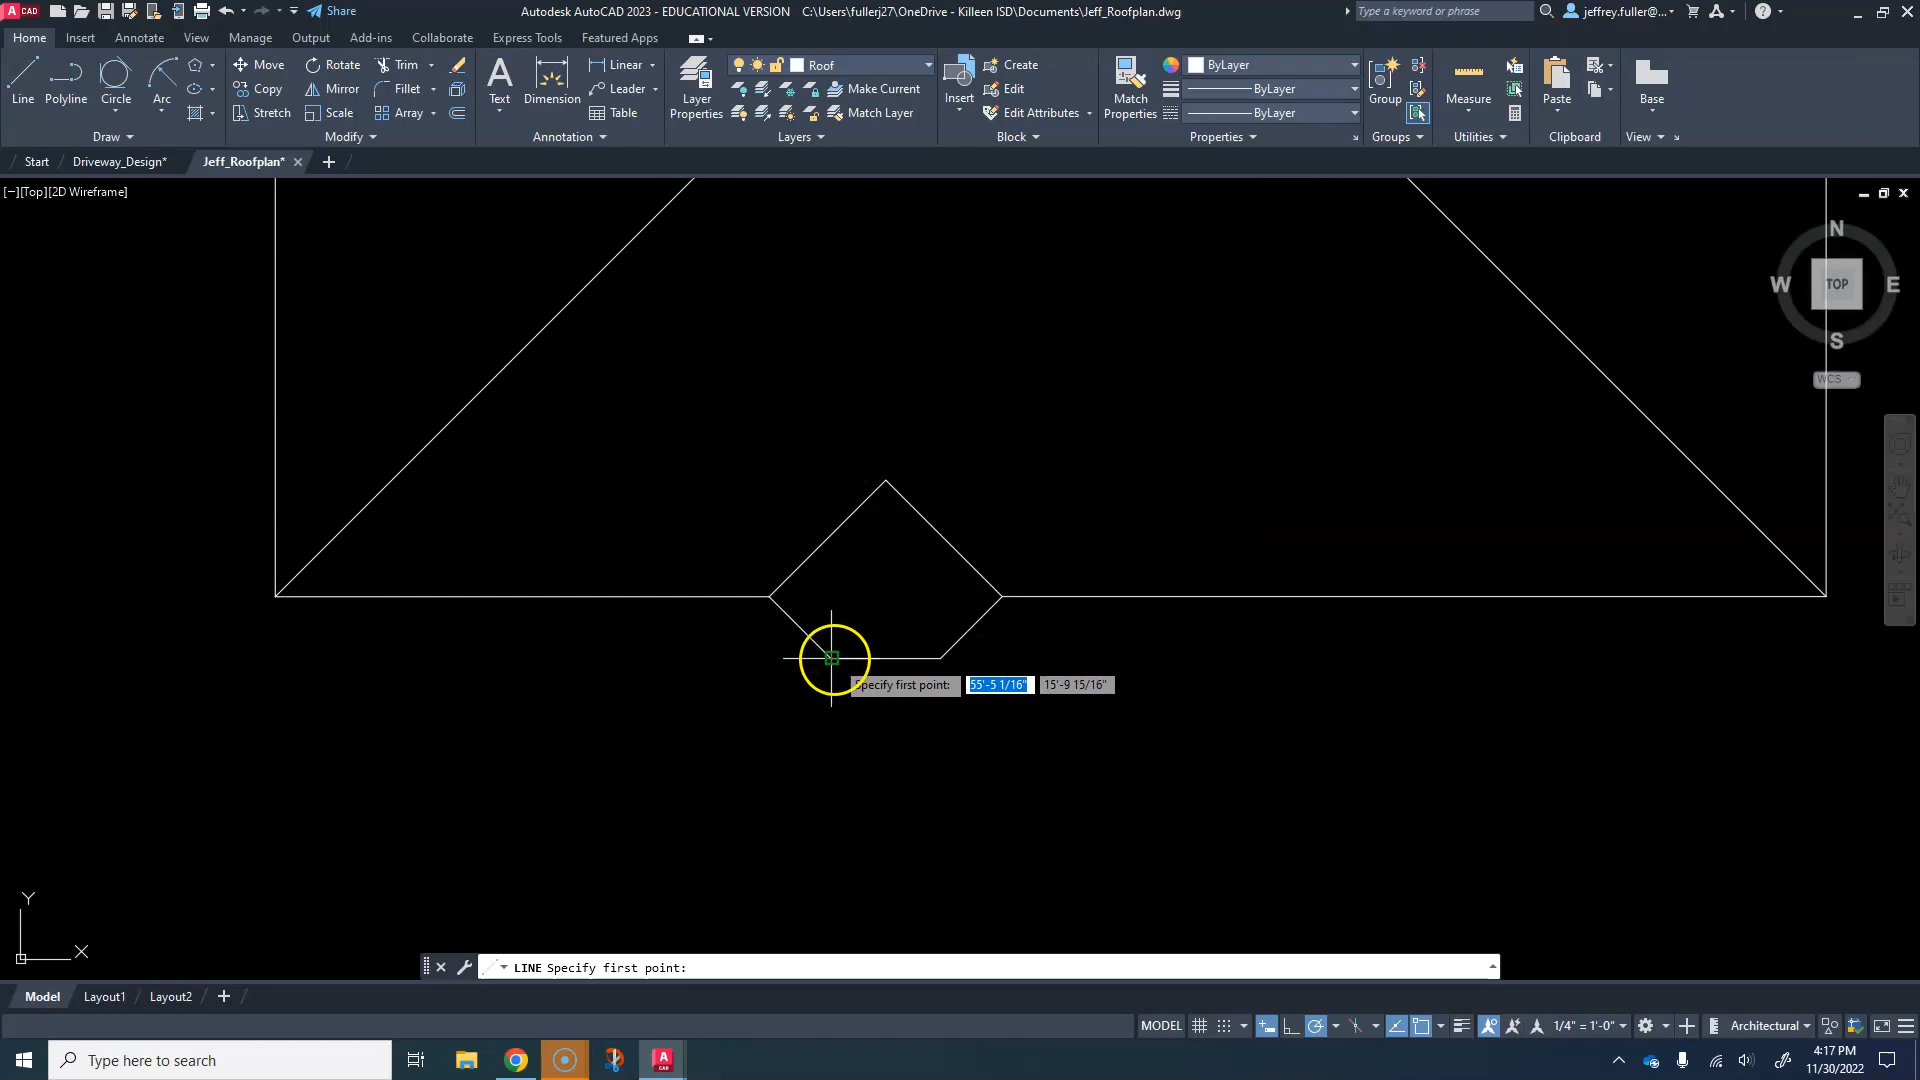 CAD Share Autodesk AutoCAD 2023 - EDUCATIONAL VERSION C:\Users\fullerj27\OneDrive - Killeen ISD\Documents\Jeff_Roofplan.dwg Type a keyword or phrase jeffrey.fuller@...
Home Insert Annotate View Manage Output Add-ins Collaborate Express Tools Featured Apps
Move Rotate Trim Linear Roof Create ByLayer
Copy Mirror Fillet Leader Make Current Edit ByLayer
Line Polyline Circle Arc Text Dimension Layer Properties Insert Match Properties Group Measure Paste Base
Stretch Scale Array Table Match Layer Edit Attributes ByLayer
Draw Modify Annotation Layers Block Properties Groups Utilities Clipboard View
Start Driveway_Design* Jeff_Roofplan*
[−][Top][2D Wireframe]
N
W TOP E
S
WCS
Specify first point: 55'-5 1/16" 15'-9 15/16"
Y
X
LINE Specify first point:
Model Layout1 Layout2
MODEL 1/4" = 1'-0" Architectural
Type here to search
4:17 PM
11/30/2022